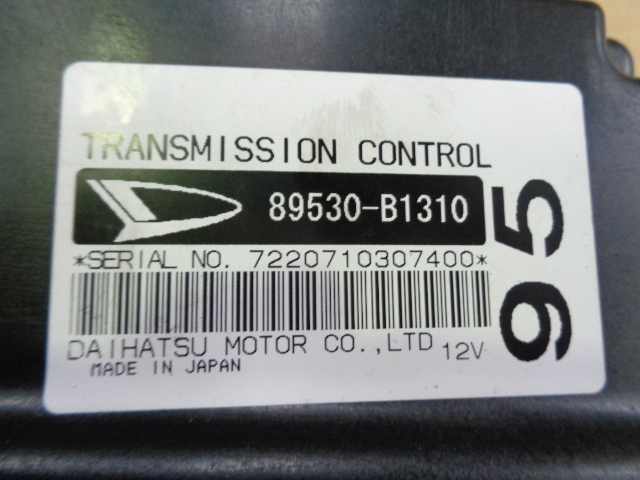 TRANSMISSION CONTROL
89530-B1310
*SERIAL NO. 7220710307400*
DAIHATSU MOTOR CO.,LTD 12V
MADE IN JAPAN
95